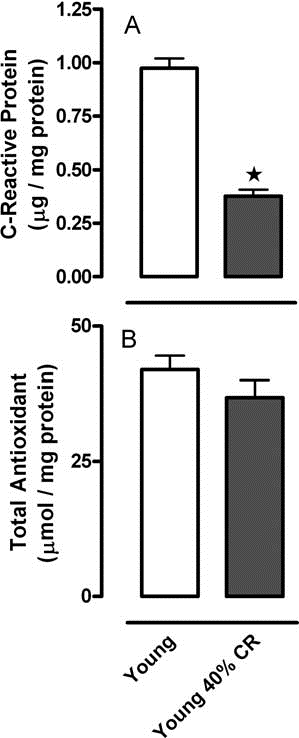 A
C-Reactive Protein
(µg / mg protein)
1.25
1.00
0.75
0.50
0.25
0.00
★
B
Total Antioxidant
(µmol / mg protein)
50
25
0
Young
Young 40% CR